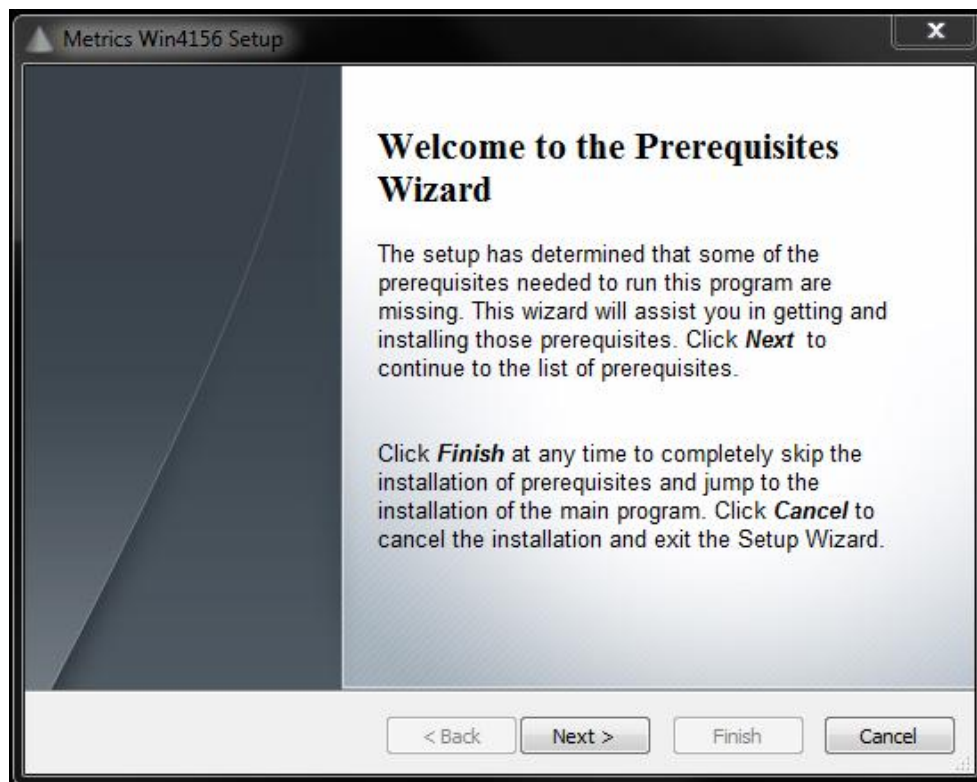 Metrics Win4156 Setup
x
Welcome to the Prerequisites
Wizard
The setup has determined that some of the
prerequisites needed to run this program are
missing. This wizard will assist you in getting and
installing those prerequisites. Click Next to
continue to the list of prerequisites.
Click Finish at any time to completely skip the
installation of prerequisites and jump to the
installation of the main program. Click Cancel to
cancel the installation and exit the Setup Wizard.
< Back Next > Finish Cancel